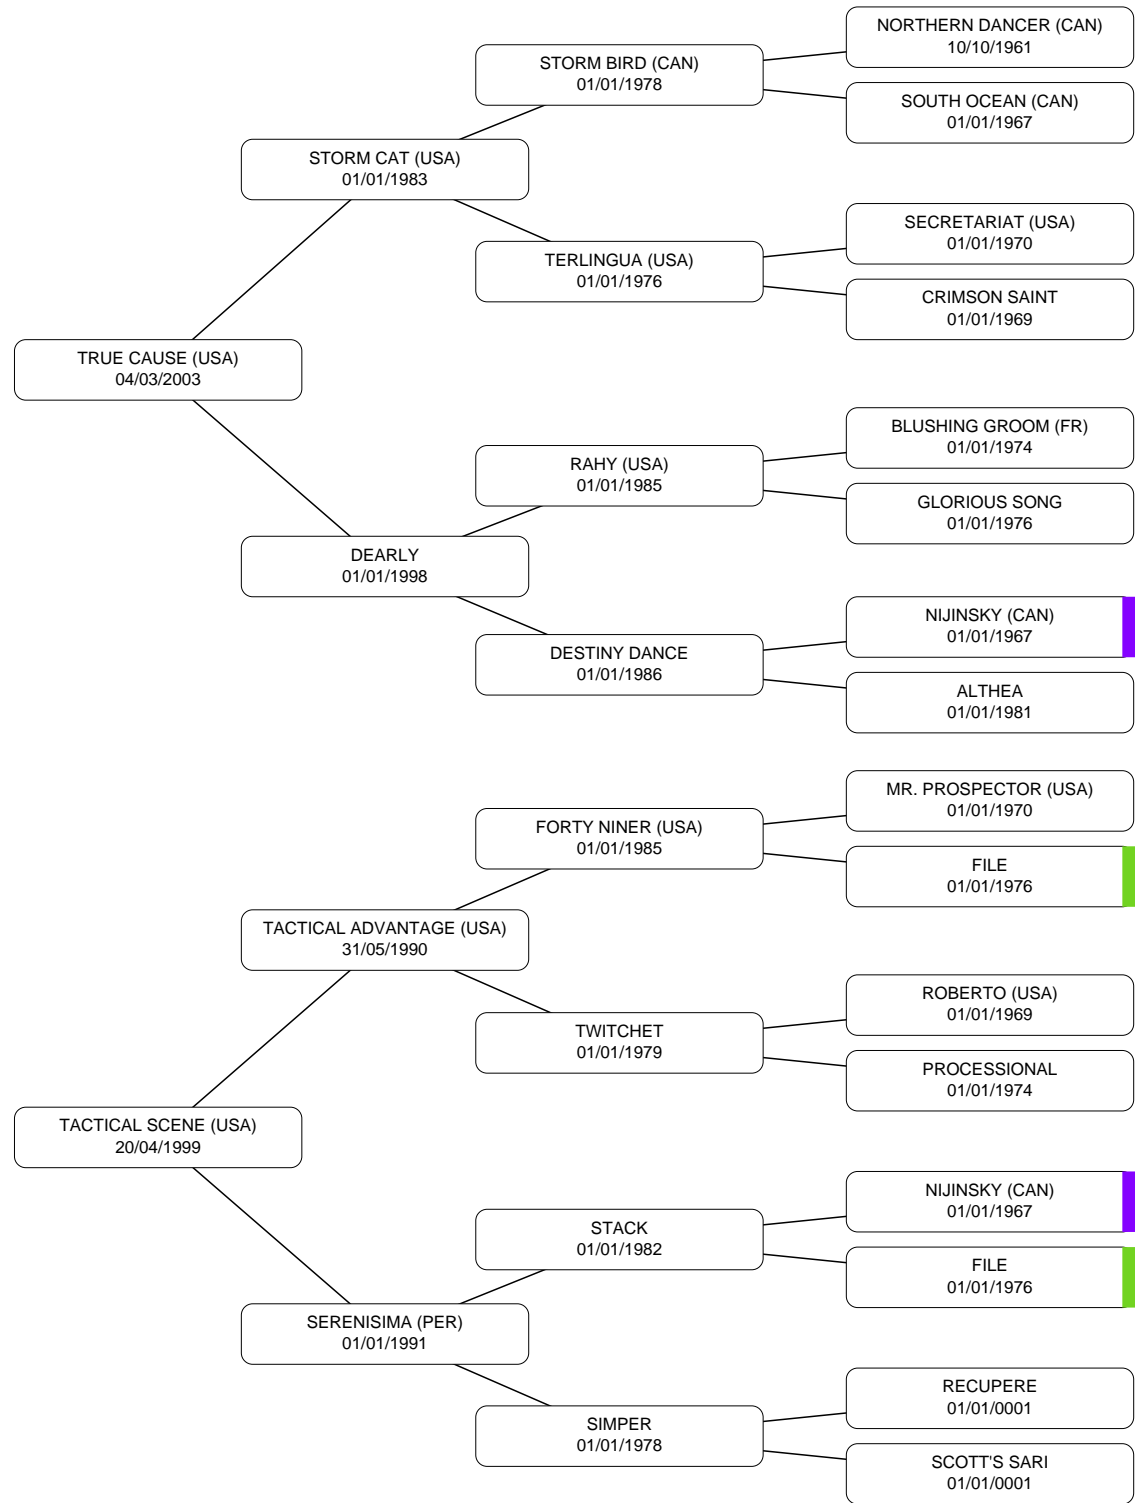 NORTHERN DANCER (CAN)
10/10/1961
STORM BIRD (CAN)
01/01/1978
SOUTH OCEAN (CAN)
01/01/1967
STORM CAT (USA)
01/01/1983
SECRETARIAT (USA)
01/01/1970
TERLINGUA (USA)
01/01/1976
CRIMSON SAINT
01/01/1969
TRUE CAUSE (USA)
04/03/2003
BLUSHING GROOM (FR)
01/01/1974
RAHY (USA)
01/01/1985
GLORIOUS SONG
01/01/1976
DEARLY
01/01/1998
NIJINSKY (CAN)
01/01/1967
DESTINY DANCE
01/01/1986
ALTHEA
01/01/1981
MR. PROSPECTOR (USA)
01/01/1970
FORTY NINER (USA)
01/01/1985
FILE
01/01/1976
TACTICAL ADVANTAGE (USA)
31/05/1990
ROBERTO (USA)
01/01/1969
TWITCHET
01/01/1979
PROCESSIONAL
01/01/1974
TACTICAL SCENE (USA)
20/04/1999
NIJINSKY (CAN)
01/01/1967
STACK
01/01/1982
FILE
01/01/1976
SERENISIMA (PER)
01/01/1991
RECUPERE
01/01/0001
SIMPER
01/01/1978
SCOTT'S SARI
01/01/0001